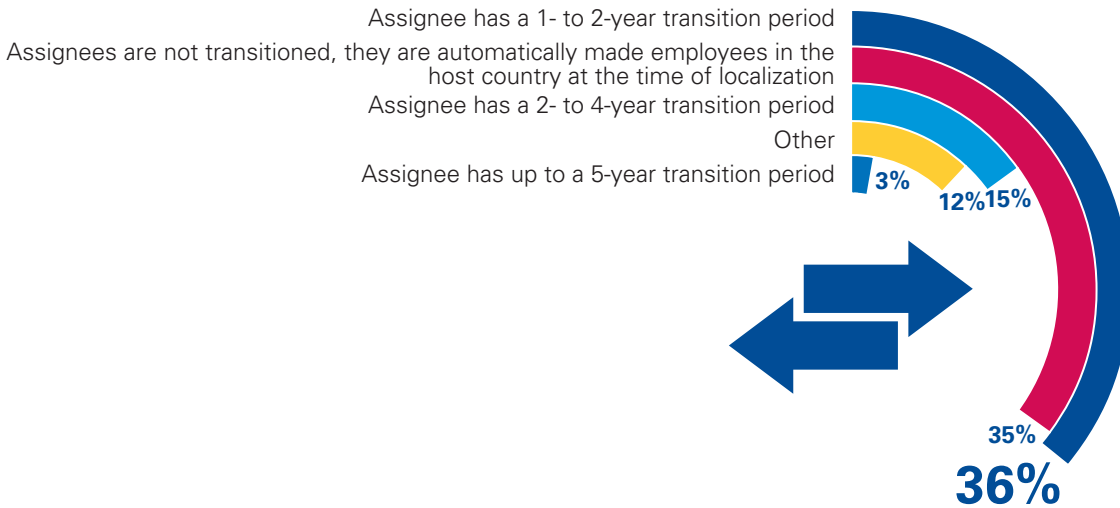 Assignee has a 1- to 2-year transition period
Assignees are not transitioned, they are automatically made employees in the
host country at the time of localization
Assignee has a 2- to 4-year transition period
Other
Assignee has up to a 5-year transition period
3%
12%
15%
35%
36%